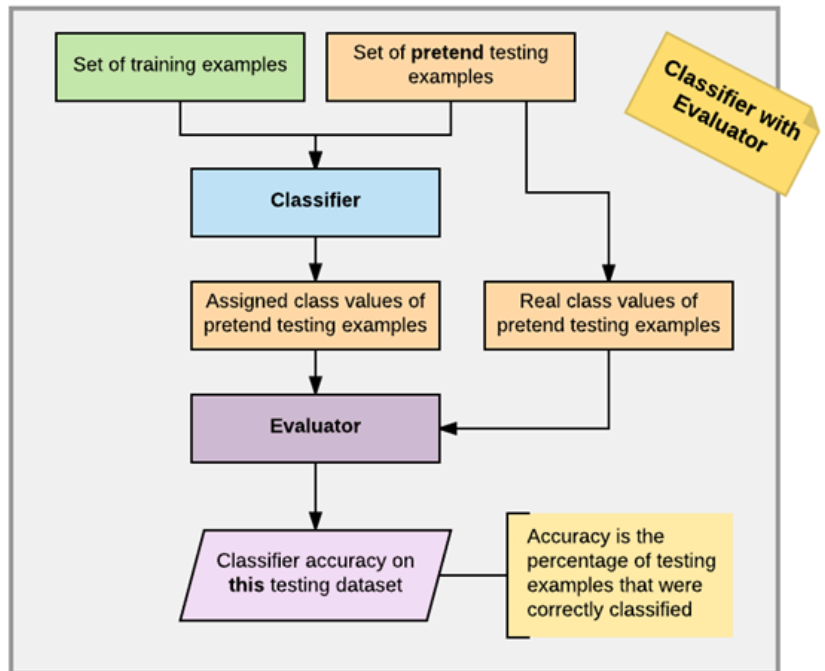 Set of training examples
Set of pretend testing
examples
Classifier with
Evaluator
Classifier
Assigned class values of
pretend testing examples
Real class values of
pretend testing examples
Evaluator
Classifier accuracy on
this testing dataset
Accuracy is the
percentage of testing
examples that were
correctly classified